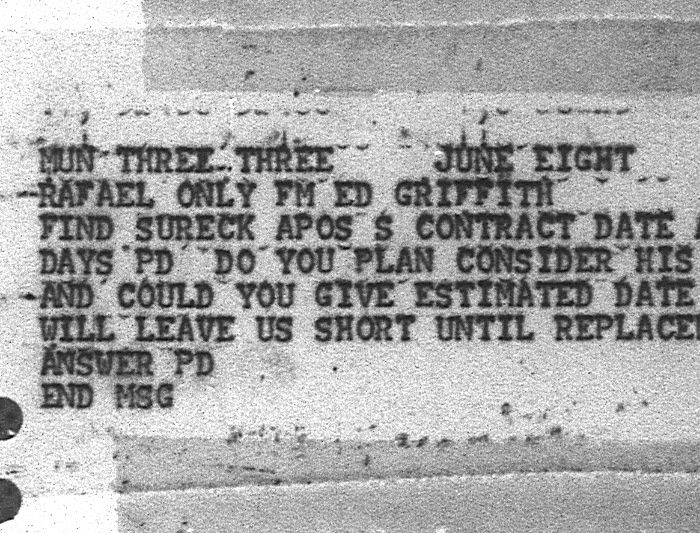 MUN THREE THREE JUNE EIGHT
RAFAEL ONLY FM ED GRIFFITH
FIND SURECK APOS S CONTRACT DATE
DAYS PD DO YOU PLAN CONSIDER HIS
AND COULD YOU GIVE ESTIMATED DATE
WILL LEAVE US SHORT UNTIL
ANSWER PD
END MSG